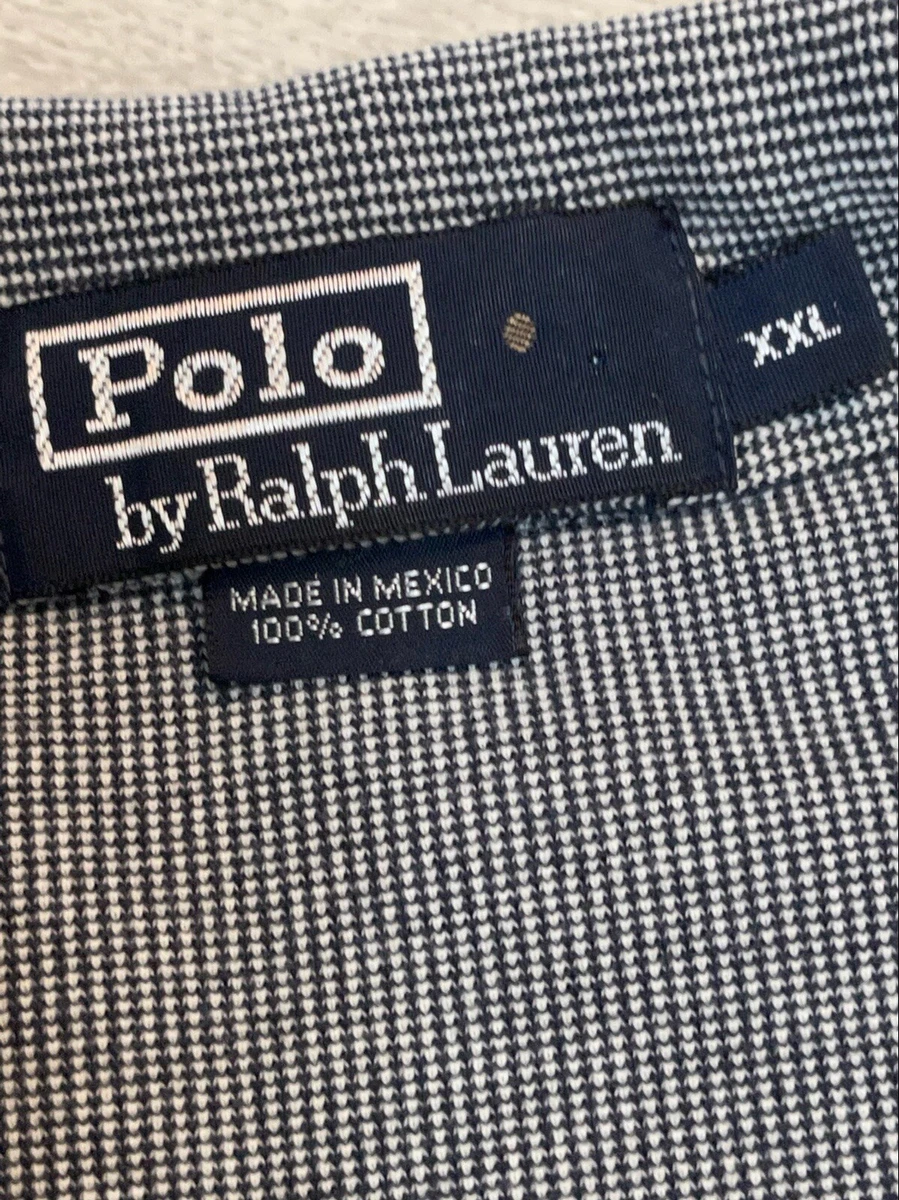 Polo
by Ralph Lauren
XXL
MADE IN MEXICO
100% COTTON